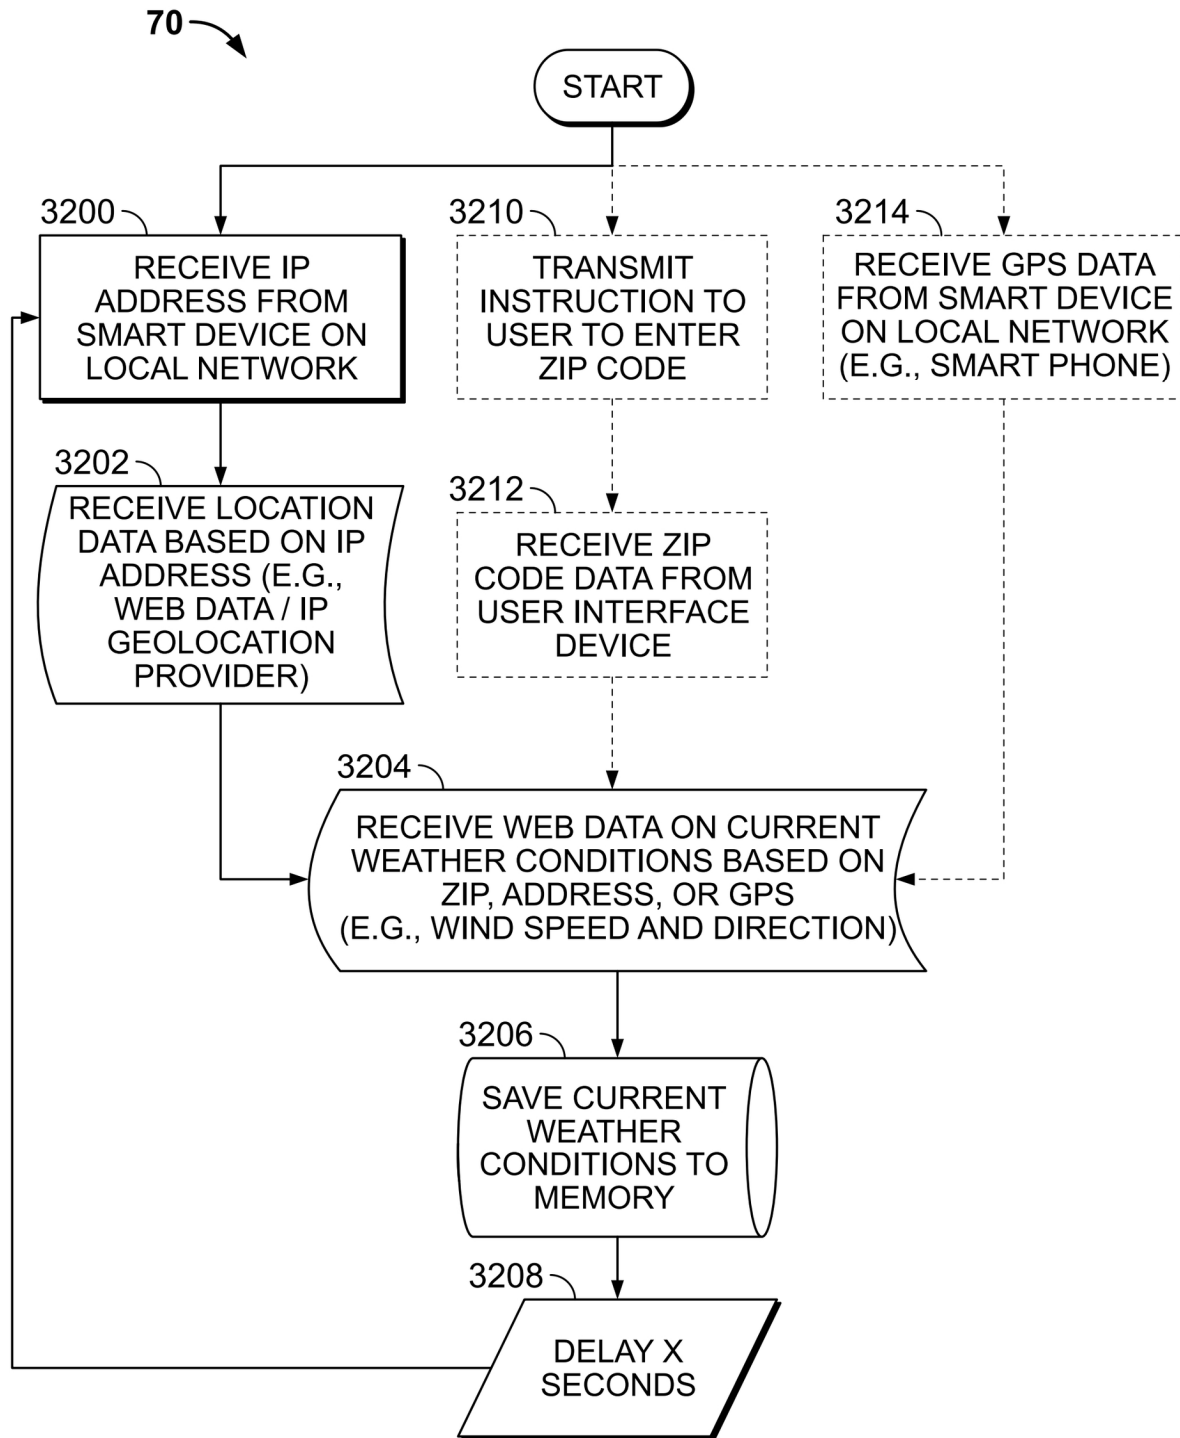 70
START
3200
RECEIVE IP
ADDRESS FROM
SMART DEVICE ON
LOCAL NETWORK
3210
TRANSMIT
INSTRUCTION TO
USER TO ENTER
ZIP CODE
3214
RECEIVE GPS DATA
FROM SMART DEVICE
ON LOCAL NETWORK
(E.G., SMART PHONE)
3202
RECEIVE LOCATION
DATA BASED ON IP
ADDRESS (E.G.,
WEB DATA / IP
GEOLOCATION
PROVIDER)
3212
RECEIVE ZIP
CODE DATA FROM
USER INTERFACE
DEVICE
3204
RECEIVE WEB DATA ON CURRENT
WEATHER CONDITIONS BASED ON
ZIP, ADDRESS, OR GPS
(E.G., WIND SPEED AND DIRECTION)
3206
SAVE CURRENT
WEATHER
CONDITIONS TO
MEMORY
3208
DELAY X
SECONDS